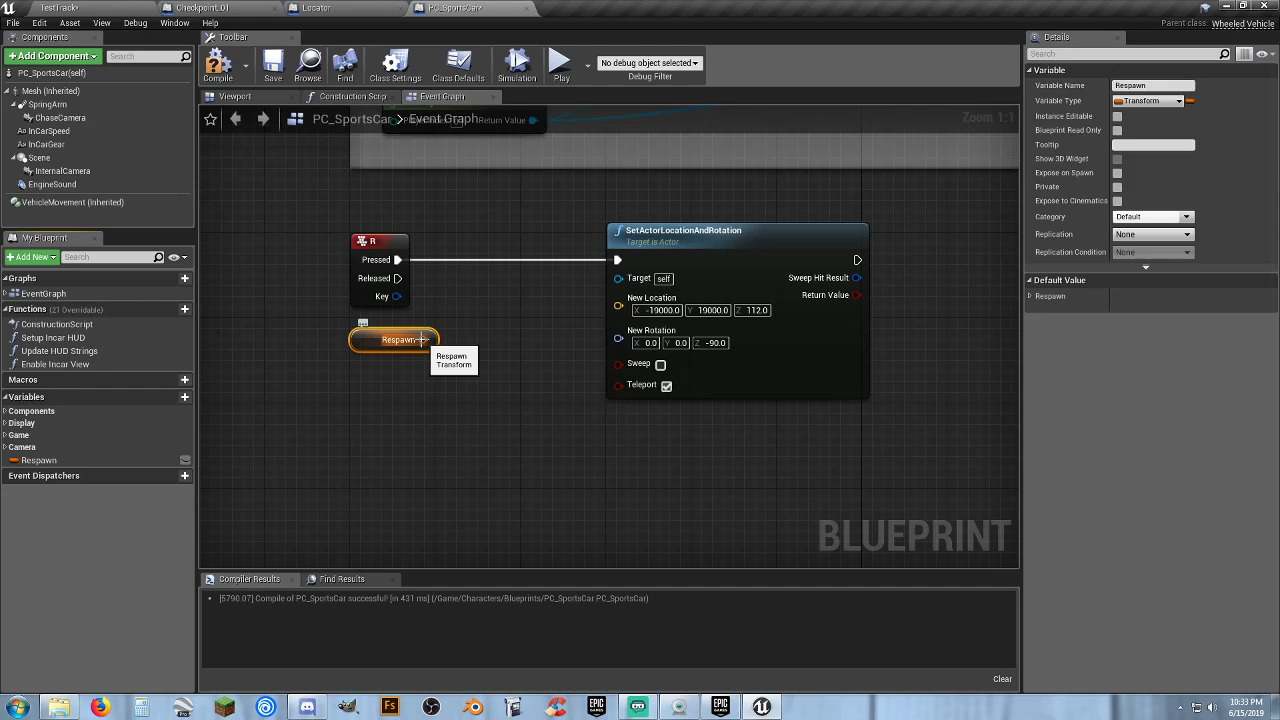 TestTrack*
Checkpoint_01
Locator
PC_SportsCar*
File Edit Asset View Debug Window Help
Parent class: Wheeled Vehicle
Components
Toolbar
Details
+Add Component
Search
PC_SportsCar(self)
Mesh (Inherited)
SpringArm
ChaseCamera
InCarSpeed
InCarGear
Scene
InternalCamera
EngineSound
VehicleMovement (Inherited)
Compile
Save
Browse
Find
Class Settings
Class Defaults
Simulation
Play
No debug object selected
Debug Filter
Viewport
Construction Scrip
Event Graph
PC_SportsCar > Event Graph
Return Value
Zoom 1:1
R
Pressed
Released
Key
Respawn
Respawn
Transform
SetActorLocationAndRotation
Target is Actor
Target self
Sweep Hit Result
New Location
Return Value
X -19000.0 Y 19000.0 Z 112.0
New Rotation
X 0.0 Y 0.0 Z -90.0
Sweep
Teleport
BLUEPRINT
My Blueprint
+Add New
Search
Graphs
EventGraph
Functions (21 Overridable)
ConstructionScript
Setup Incar HUD
Update HUD Strings
Enable Incar View
Macros
Variables
Components
Display
Game
Camera
Respawn
Event Dispatchers
Compiler Results
Find Results
[5790.07] Compile of PC_SportsCar successful! [in 431 ms] (/Game/Characters/Blueprints/PC_SportsCar.PC_SportsCar)
Clear
Search
Variable
Variable Name Respawn
Variable Type Transform
Instance Editable
Blueprint Read Only
Tooltip
Show 3D Widget
Expose on Spawn
Private
Expose to Cinematics
Category Default
Replication None
Replication Condition None
Default Value
Respawn
Fs
EPIC GAMES
EPIC GAMES
10:33 PM
6/15/2019